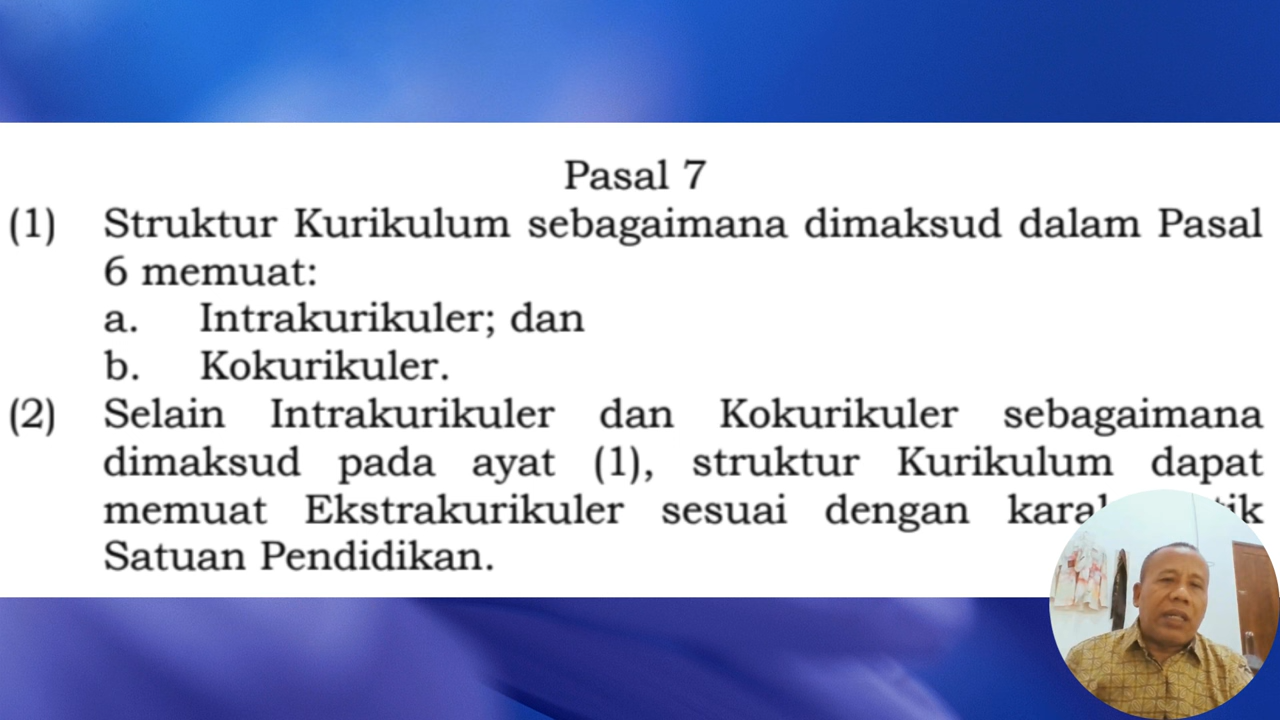 Pasal 7
(1) Struktur Kurikulum sebagaimana dimaksud dalam Pasal
6 memuat:
a. Intrakurikuler; dan
b. Kokurikuler.
(2) Selain Intrakurikuler dan Kokurikuler sebagaimana
dimaksud pada ayat (1), struktur Kurikulum dapat
memuat Ekstrakurikuler sesuai dengan
Satuan Pendidikan.